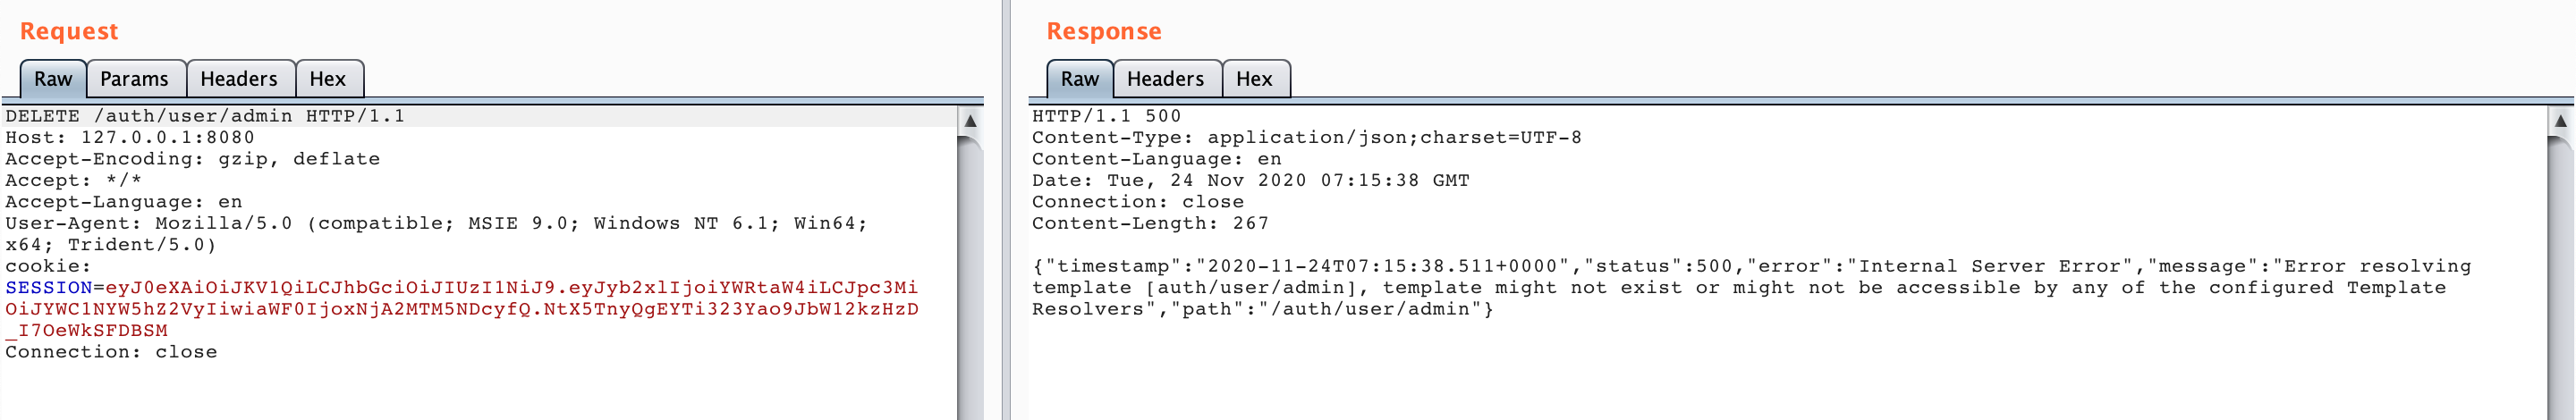 Request
Raw Params Headers Hex
DELETE /auth/user/admin HTTP/1.1
Host: 127.0.0.1:8080
Accept-Encoding: gzip, deflate
Accept: */*
Accept-Language: en
User-Agent: Mozilla/5.0 (compatible; MSIE 9.0; Windows NT 6.1; Win64;
x64; Trident/5.0)
cookie:
SESSION=eyJ0eXAiOiJKV1QiLCJhbGciOiJIUzI1NiJ9.eyJyb2xlIjoiYWRtaW4iLCJpc3Mi
OiJYWC1NYW5hZ2VyIiwiaWF0IjoxNjA2MTM5NDcyfQ.NtX5TnyQgEYTi323Yao9JbW12kzHzD
_I7OeWkSFDBSM
Connection: close
Response
Raw Headers Hex
HTTP/1.1 500
Content-Type: application/json;charset=UTF-8
Content-Language: en
Date: Tue, 24 Nov 2020 07:15:38 GMT
Connection: close
Content-Length: 267
{"timestamp":"2020-11-24T07:15:38.511+0000","status":500,"error":"Internal Server Error","message":"Error resolving
template [auth/user/admin], template might not exist or might not be accessible by any of the configured Template
Resolvers","path":"/auth/user/admin"}